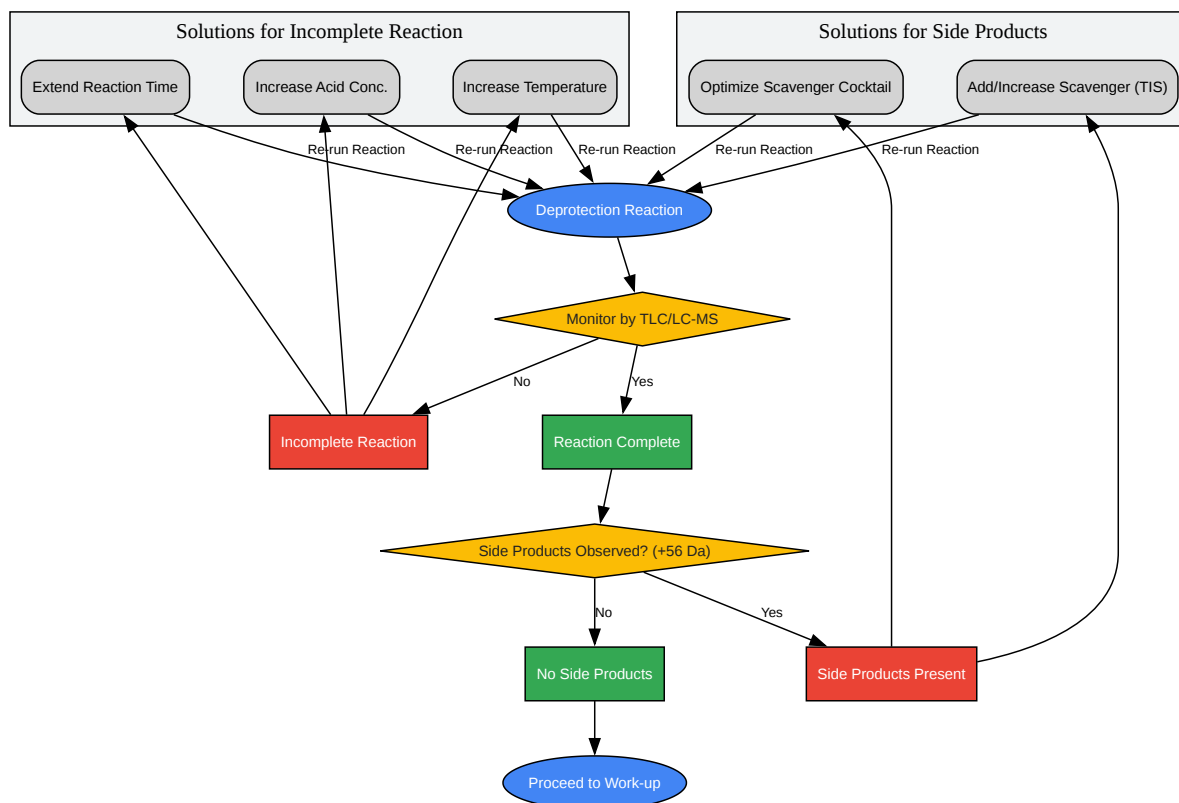 Solutions for Incomplete Reaction
Solutions for Side Products
Extend Reaction Time
Increase Acid Conc.
Increase Temperature
Optimize Scavenger Cocktail
Add/Increase Scavenger (TIS)
Re-run Reaction
Re-run Reaction
Re-run Reaction
Re-run Reaction
Re-run Reaction
Deprotection Reaction
Monitor by TLC/LC-MS
No
Yes
Incomplete Reaction
Reaction Complete
Side Products Observed? (+56 Da)
No
Yes
No Side Products
Side Products Present
Proceed to Work-up